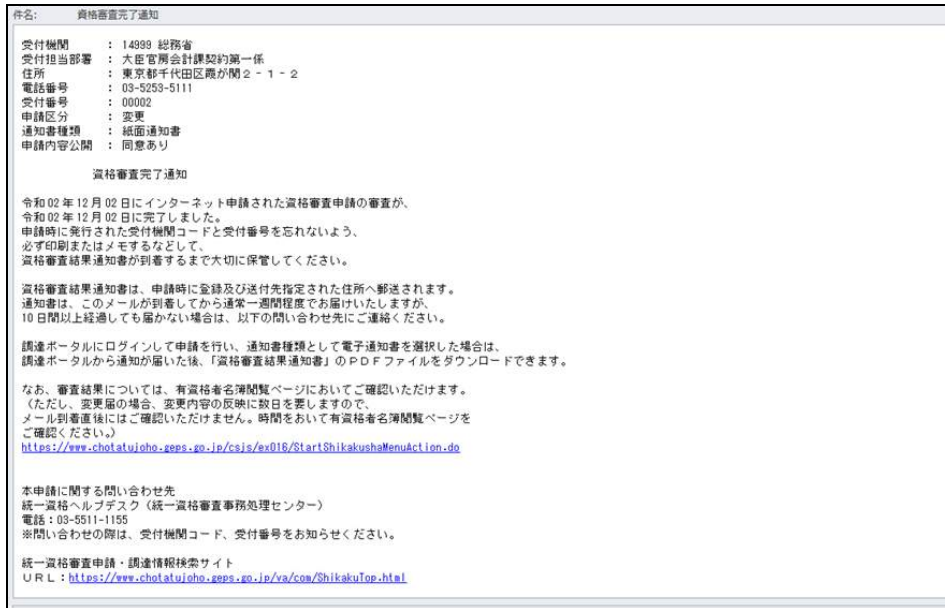 件名:　　資格審査完了通知
受付機関　　： 14999 総務省
受付担当部署　： 大臣官房会計課契約第一係
住所　　　　： 東京都千代田区霞が関２－１－２
電話番号　　： 03-5253-5111
受付番号　　： 00002
申請区分　　： 変更
通知書種類　： 紙面通知書
申請内容公開　： 同意あり
資格審査完了通知
令和02年12月02日にインターネット申請された資格審査申請の審査が、
令和02年12月02日に完了しました。
申請時に発行された受付機関コードと受付番号を忘れないよう、
必ず印刷またはメモするなどして、
資格審査結果通知書が到着するまで大切に保管してください。
資格審査結果通知書は、申請時に登録及び送付先指定された住所へ郵送されます。
通知書は、このメールが到着してから通常一週間程度でお届けいたしますが、
10日間以上経過しても届かない場合は、以下の問い合わせ先にご連絡ください。
調達ポータルにログインして申請を行い、通知書種類として電子通知書を選択した場合は、
調達ポータルから通知が届いた後、「資格審査結果通知書」のＰＤＦファイルをダウンロードできます。
なお、審査結果については、有資格者名簿閲覧ページにおいてご確認いただけます。
（ただし、変更届の場合、変更内容の反映に数日を要しますので、
メール到着直後にはご確認いただけません。時間をおいて有資格者名簿閲覧ページを
ご確認ください。）
https://www.chotatujoho.geps.go.jp/csjs/ex016/StartShikakushaMenuAction.do
本申請に関する問い合わせ先
統一資格ヘルプデスク（統一資格審査事務処理センター）
電話：03-5511-1155
※問い合わせの際は、受付機関コード、受付番号をお知らせください。
統一資格審査申請・調達情報検索サイト
ＵＲＬ：https://www.chotatujoho.geps.go.jp/va/com/ShikakuTop.html